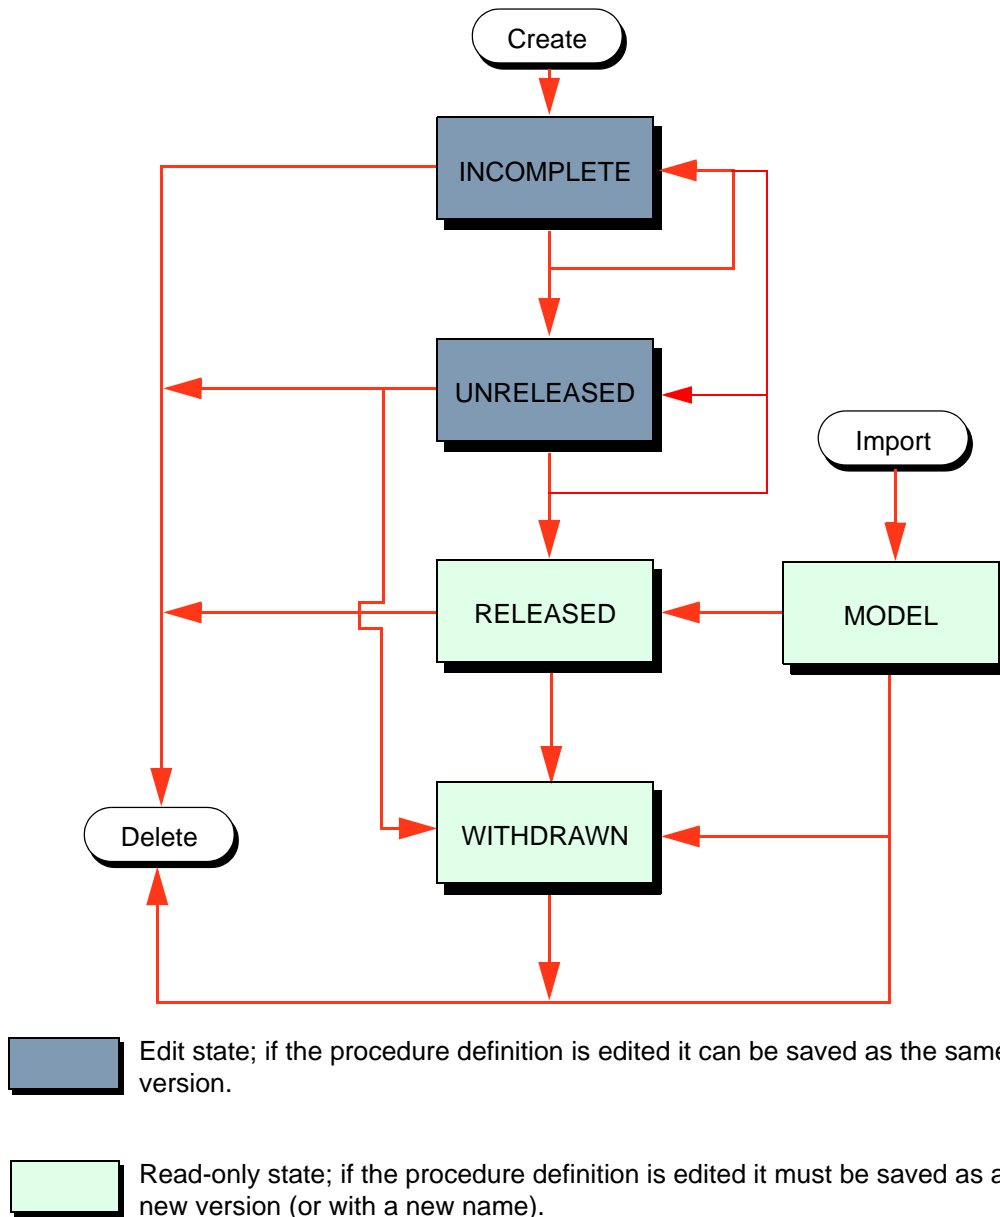 Create
INCOMPLETE
UNRELEASED
Import
RELEASED
MODEL
Delete
WITHDRAWN
Edit state; if the procedure definition is edited it can be saved as the same
version.
Read-only state; if the procedure definition is edited it must be saved as a
new version (or with a new name).